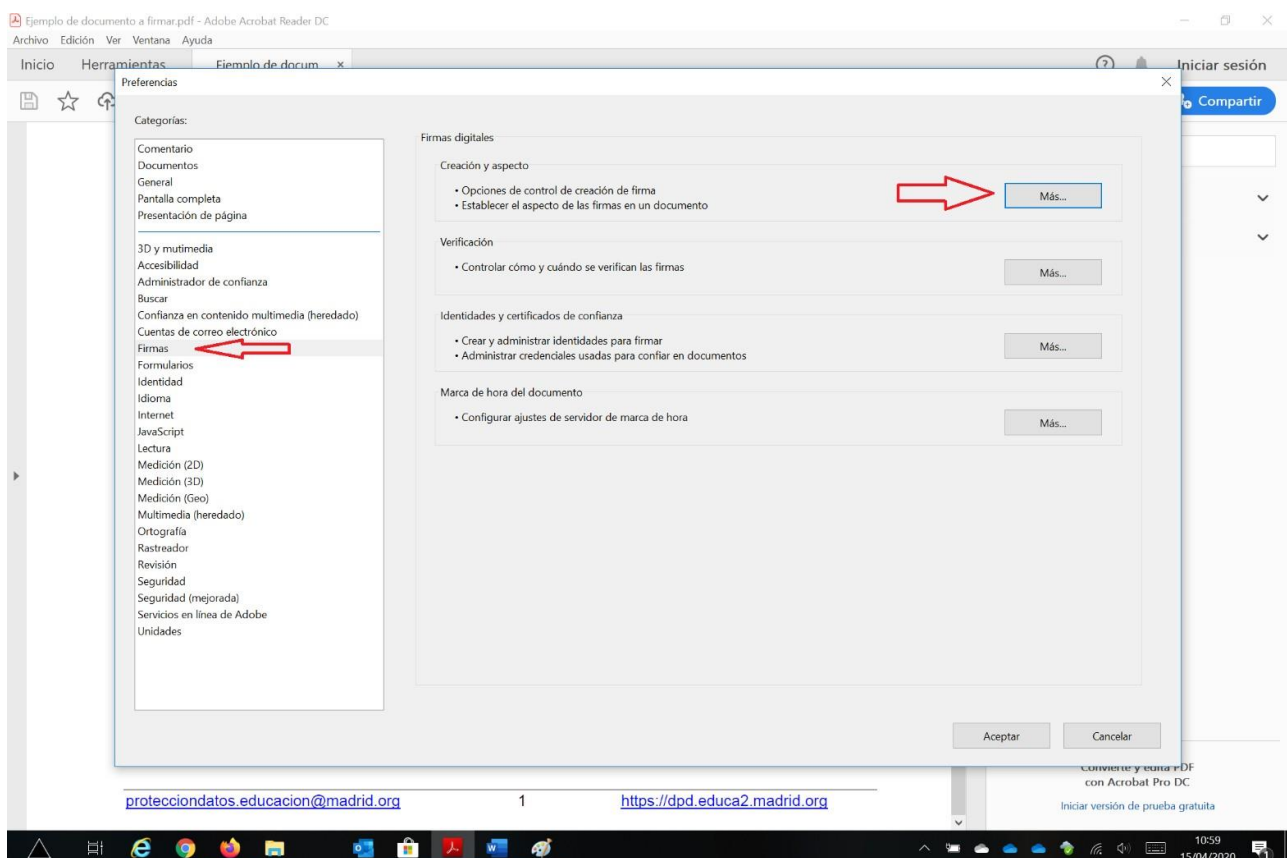 Ejemplo de documento a firmar.pdf - Adobe Acrobat Reader DC
Archivo Edición Ver Ventana Ayuda
Inicio Herramientas Ejemplo de docum... × Iniciar sesión
Compartir
Preferencias
Categorías:
Comentario
Documentos
General
Pantalla completa
Presentación de página
3D y mutimedia
Accesibilidad
Administrador de confianza
Buscar
Confianza en contenido multimedia (heredado)
Cuentas de correo electrónico
Firmas
Formularios
Identidad
Idioma
Internet
JavaScript
Lectura
Medición (2D)
Medición (3D)
Medición (Geo)
Multimedia (heredado)
Ortografía
Rastreador
Revisión
Seguridad
Seguridad (mejorada)
Servicios en línea de Adobe
Unidades
Firmas digitales
Creación y aspecto
• Opciones de control de creación de firma
• Establecer el aspecto de las firmas en un documento
Más...
Verificación
• Controlar cómo y cuándo se verifican las firmas
Más...
Identidades y certificados de confianza
• Crear y administrar identidades para firmar
• Administrar credenciales usadas para confiar en documentos
Más...
Marca de hora del documento
• Configurar ajustes de servidor de marca de hora
Más...
Aceptar Cancelar
Convierte y edita PDF
con Acrobat Pro DC
Iniciar versión de prueba gratuita
protecciondatos.educacion@madrid.org 1 https://dpd.educa2.madrid.org
10:59
15/04/2020